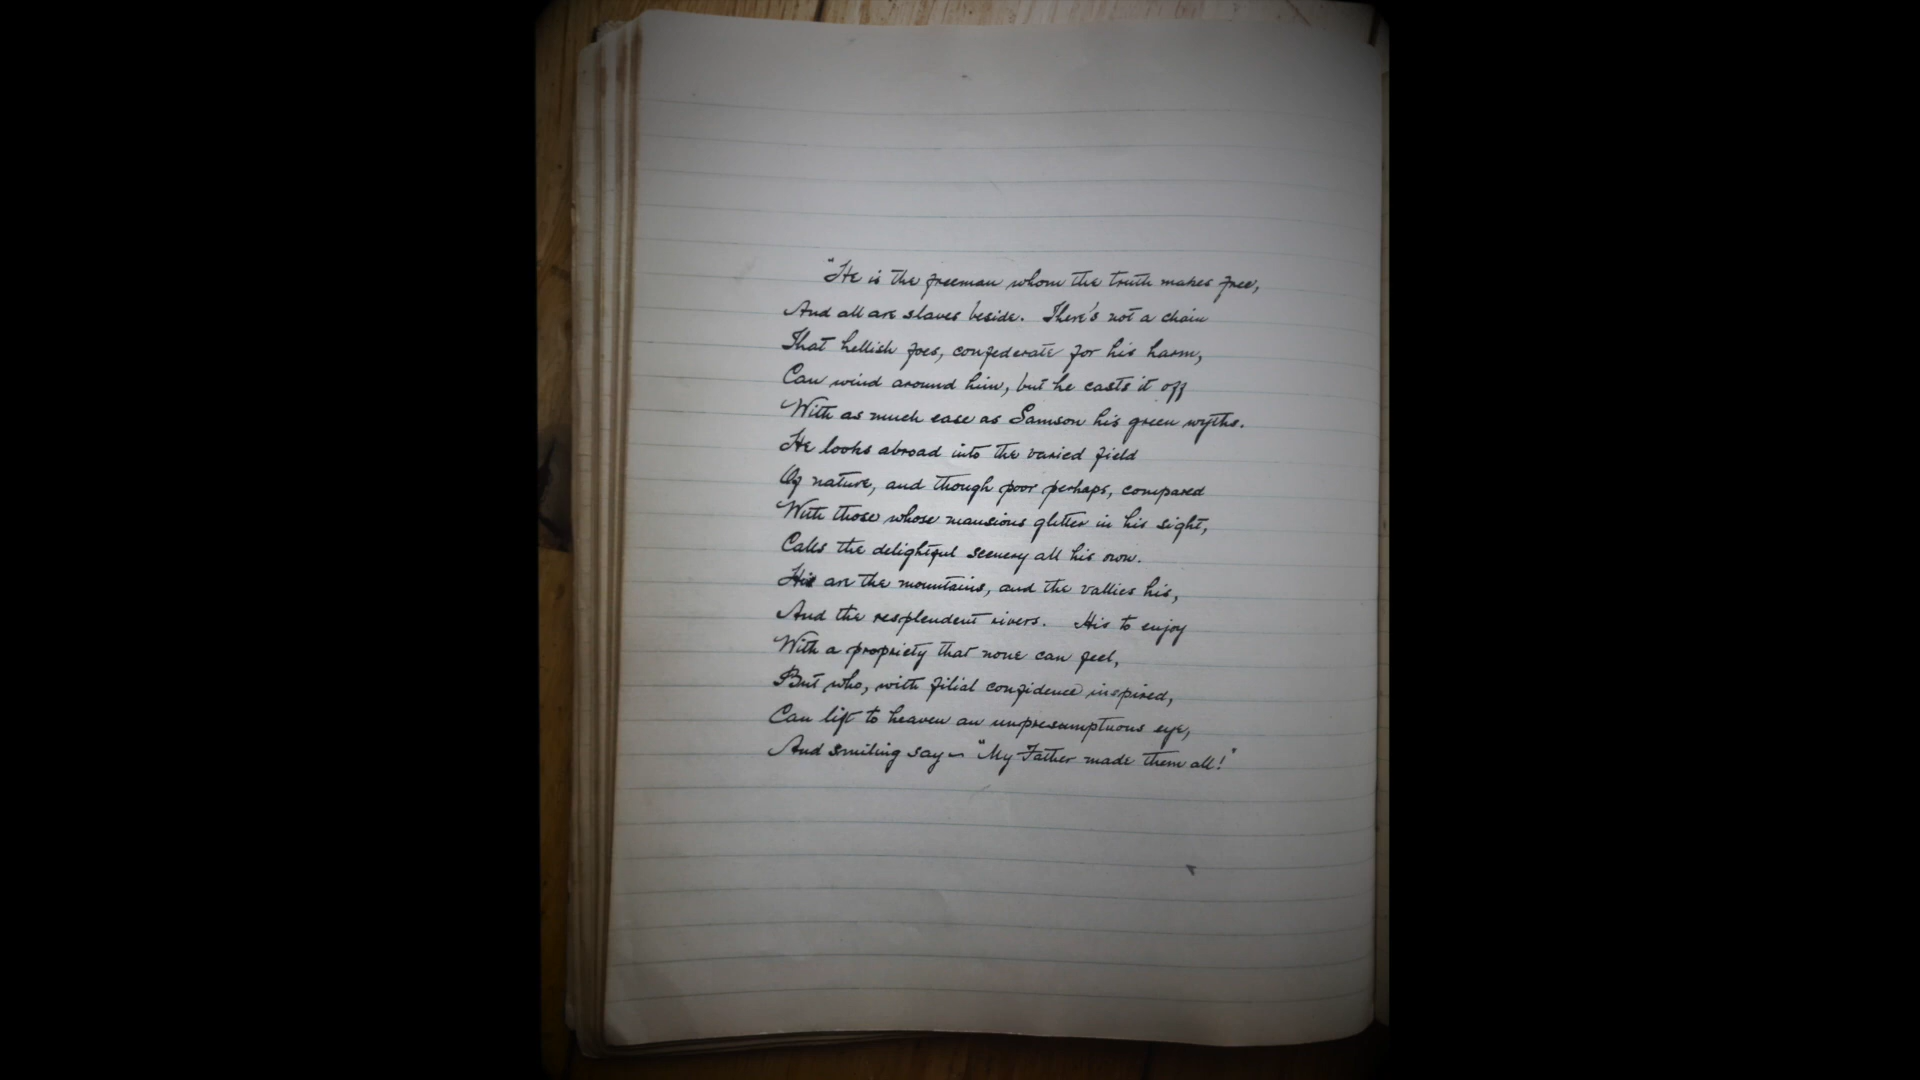 "He is the freeman whom the truth makes free,
And all are slaves beside. There's not a chain
That hellish foes, confederate for his harm,
Can wind around him, but he casts it off
With as much ease as Samson his green wyths.
He looks abroad into the varied field
Of nature, and though poor perhaps, compared
With those whose mansions glitter in his sight,
Calls the delightful scenery all his own.
His are the mountains, and the vallies his,
And the resplendent rivers. His to enjoy
With a propriety that none can feel,
But who, with filial confidence inspired,
Can lift to heaven an unpresumptuous eye,
And smiling say — "My Father made them all!"